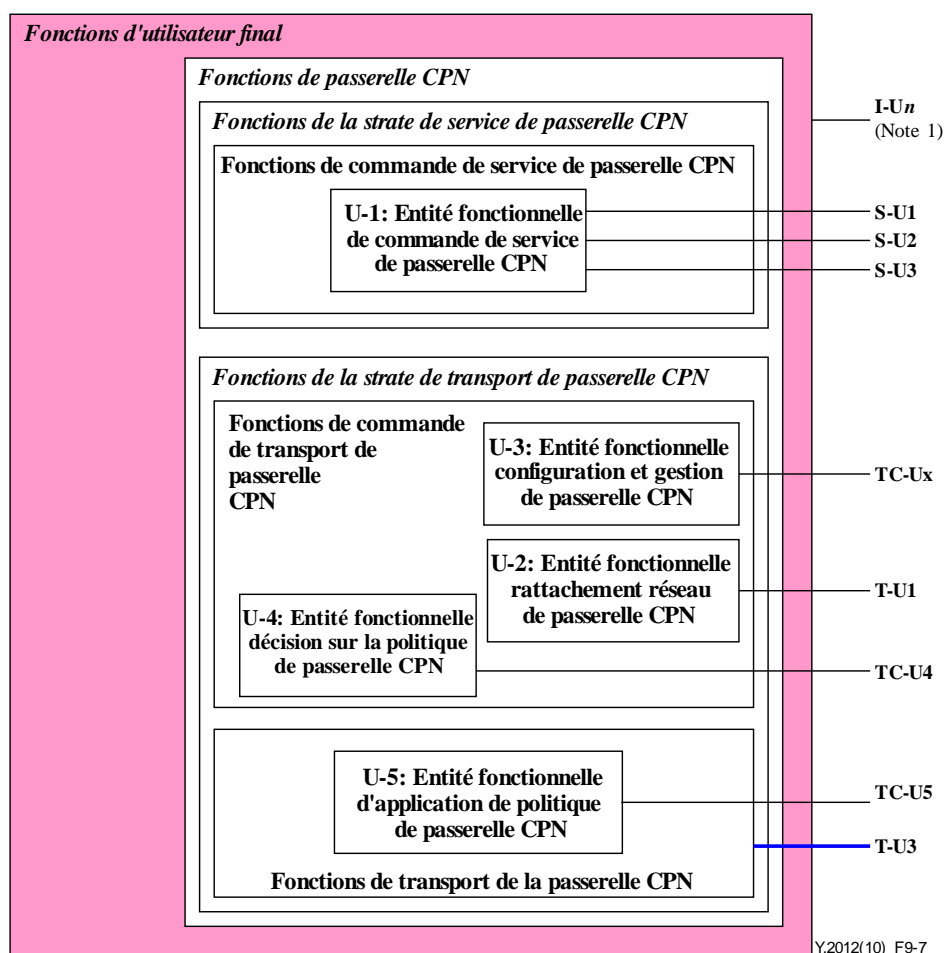 Fonctions d'utilisateur final
Fonctions de passerelle CPN
Fonctions de la strate de service de passerelle CPN
Fonctions de commande de service de passerelle CPN
U-1: Entité fonctionnelle
de commande de service
de passerelle CPN
I-Un
(Note 1)
S-U1
S-U2
S-U3
Fonctions de la strate de transport de passerelle CPN
Fonctions de commande
de transport de
passerelle
CPN
U-3: Entité fonctionnelle
configuration et gestion
de passerelle CPN
TC-Ux
U-2: Entité fonctionnelle
rattachement réseau
de passerelle CPN
T-U1
U-4: Entité fonctionnelle
décision sur la politique
de passerelle CPN
TC-U4
U-5: Entité fonctionnelle
d'application de politique
de passerelle CPN
TC-U5
T-U3
Fonctions de transport de la passerelle CPN
Y.2012(10)_F9-7